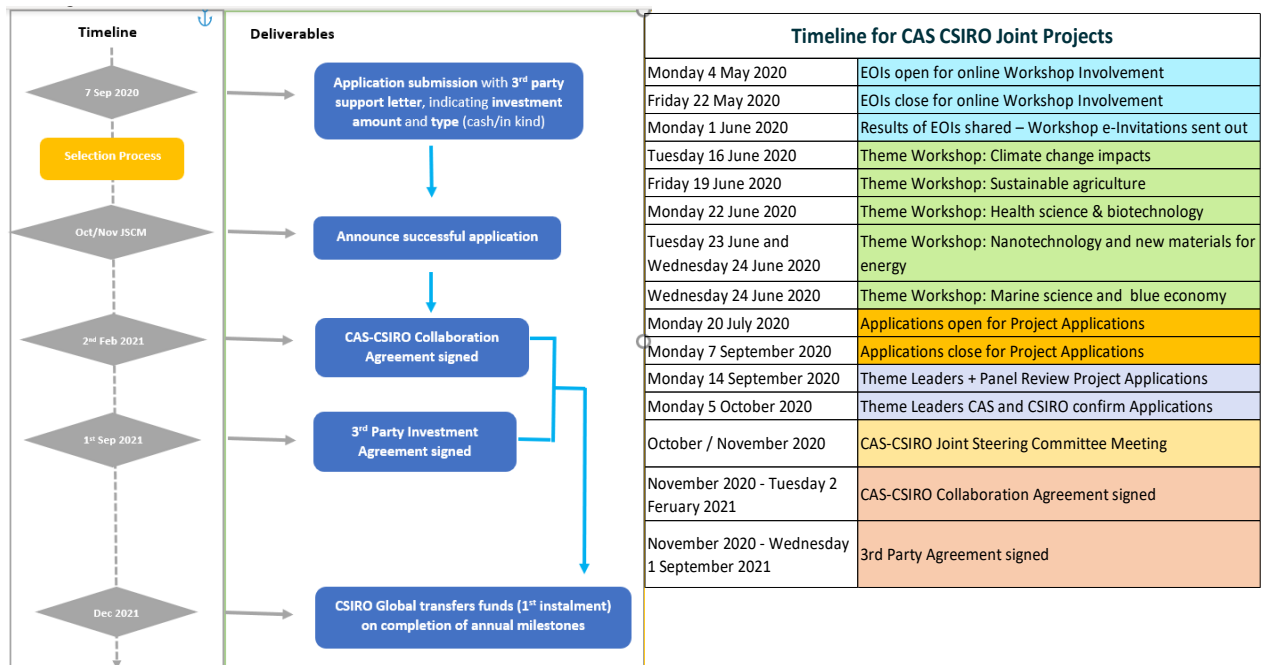 Timeline
Deliverables
7 Sep 2020
Application submission with 3rd party
support letter, indicating investment
amount and type (cash/in kind)
Selection Process
Oct/Nov JSCM
Announce successful application
2nd Feb 2021
CAS-CSIRO Collaboration
Agreement signed
1st Sep 2021
3rd Party Investment
Agreement signed
Dec 2021
CSIRO Global transfers funds (1st instalment)
on completion of annual milestones
Timeline for CAS CSIRO Joint Projects
Monday 4 May 2020 EOIs open for online Workshop Involvement
Friday 22 May 2020 EOIs close for online Workshop Involvement
Monday 1 June 2020 Results of EOIs shared – Workshop e-Invitations sent out
Tuesday 16 June 2020 Theme Workshop: Climate change impacts
Friday 19 June 2020 Theme Workshop: Sustainable agriculture
Monday 22 June 2020 Theme Workshop: Health science & biotechnology
Tuesday 23 June and Theme Workshop: Nanotechnology and new materials for
Wednesday 24 June 2020 energy
Wednesday 24 June 2020 Theme Workshop: Marine science and blue economy
Monday 20 July 2020 Applications open for Project Applications
Monday 7 September 2020 Applications close for Project Applications
Monday 14 September 2020 Theme Leaders + Panel Review Project Applications
Monday 5 October 2020 Theme Leaders CAS and CSIRO confirm Applications
October / November 2020 CAS-CSIRO Joint Steering Committee Meeting
November 2020 - Tuesday 2
Feruary 2021
CAS-CSIRO Collaboration Agreement signed
November 2020 - Wednesday
1 September 2021
3rd Party Agreement signed